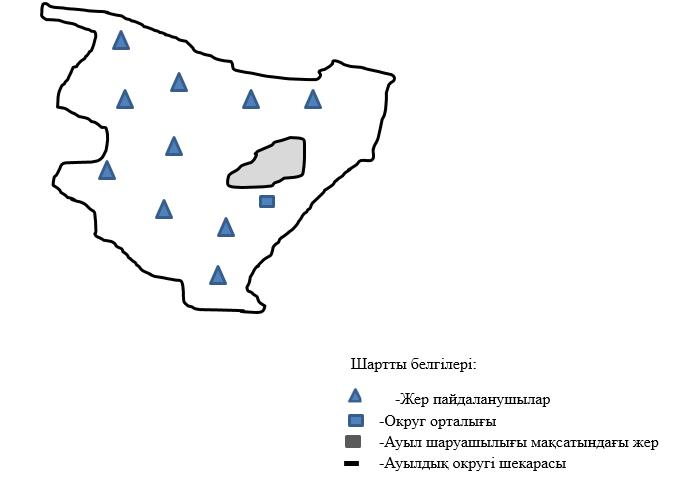 Шартты белгілері:
-Жер пайдаланушылар
-Округ орталығы
-Ауыл шаруашылығы мақсатындағы жер
-Ауылдық округі шекарасы